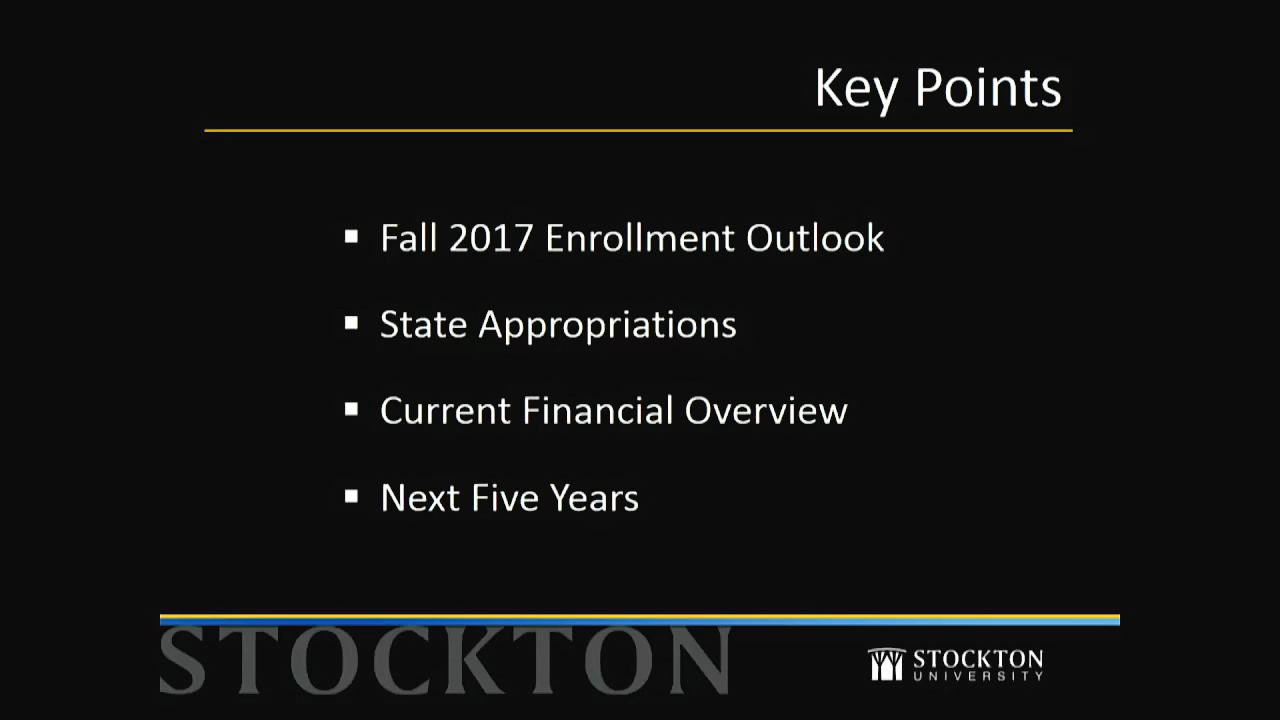 Key Points
▪ Fall 2017 Enrollment Outlook
▪ State Appropriations
▪ Current Financial Overview
▪ Next Five Years
STOCKTON
STOCKTON
UNIVERSITY